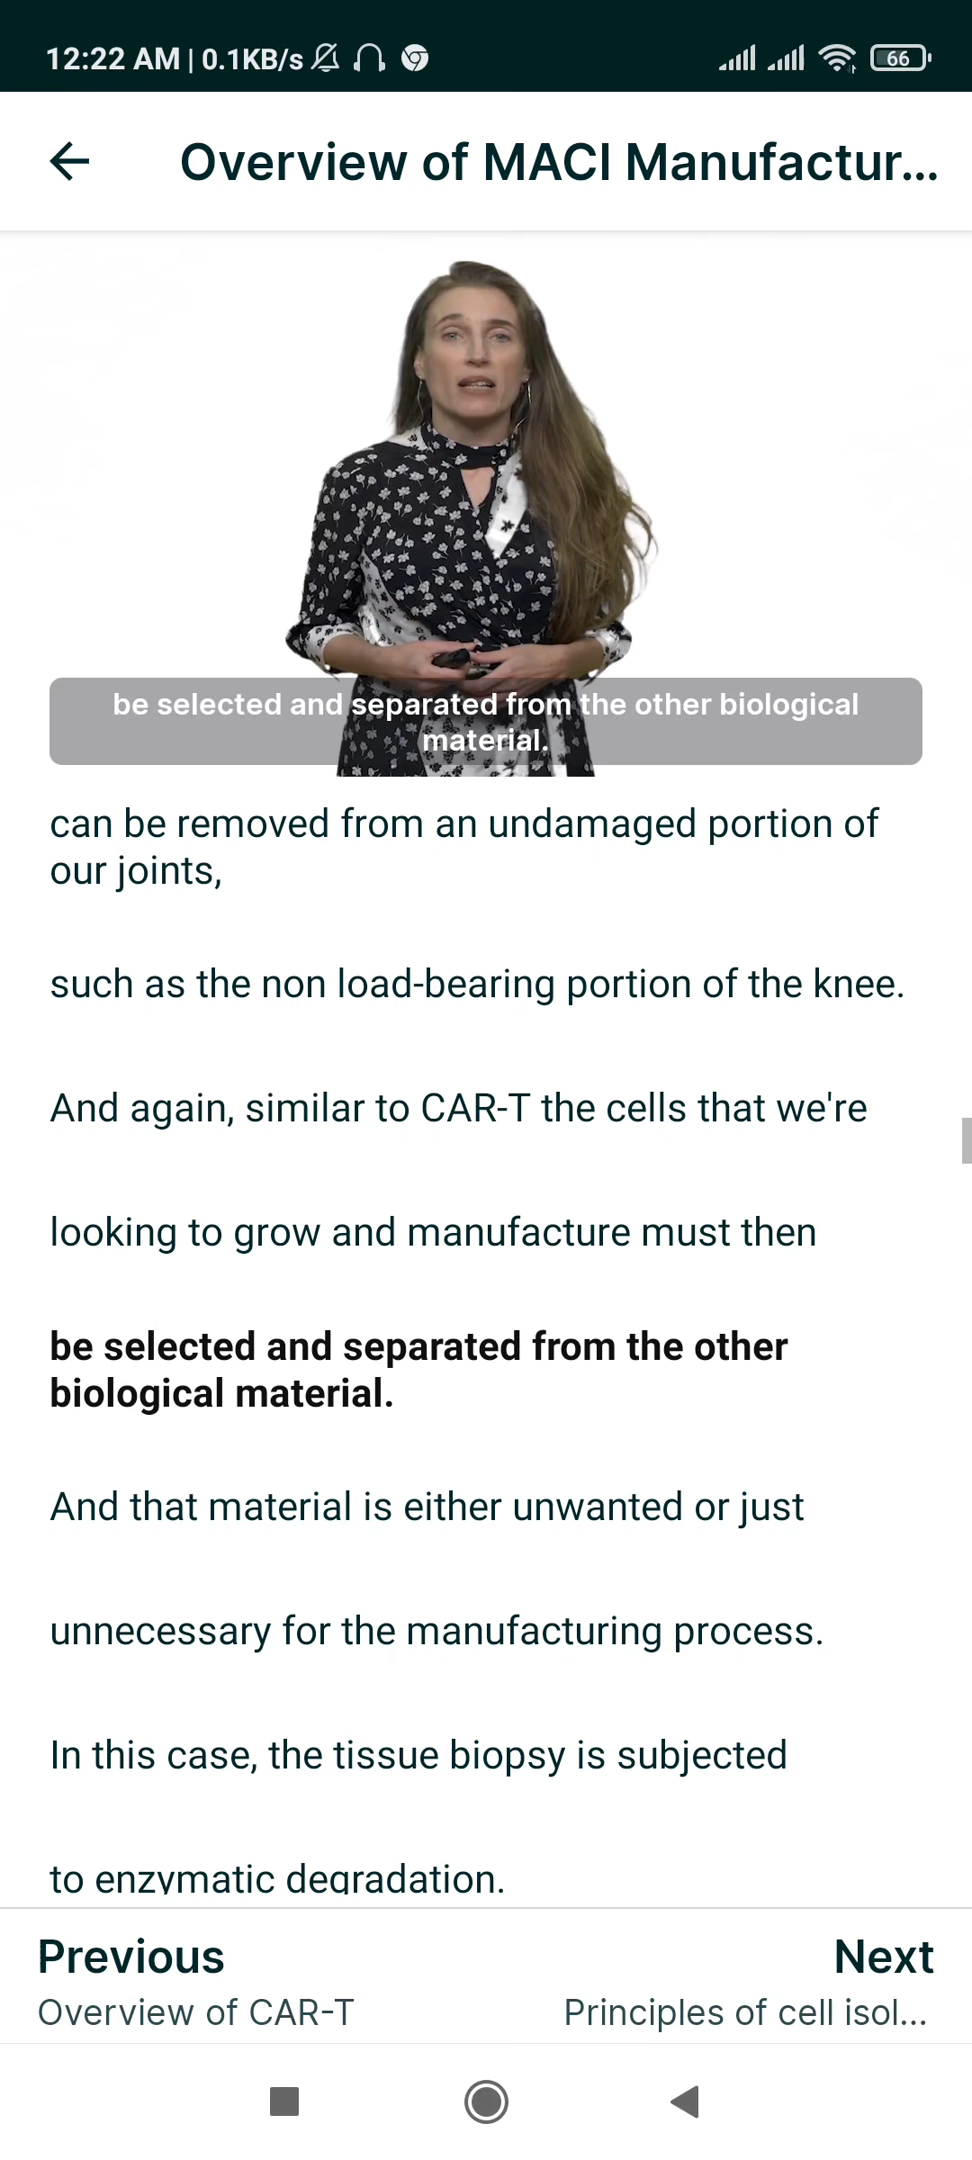 12:22 AM | 0.1KB/s
66
Overview of MACI Manufactur...
be selected and separated from the other biological
material.
can be removed from an undamaged portion of
our joints,
such as the non load-bearing portion of the knee.
And again, similar to CAR-T the cells that we're
looking to grow and manufacture must then
be selected and separated from the other
biological material.
And that material is either unwanted or just
unnecessary for the manufacturing process.
In this case, the tissue biopsy is subjected
to enzymatic degradation.
Previous
Next
Overview of CAR-T
Principles of cell isol...